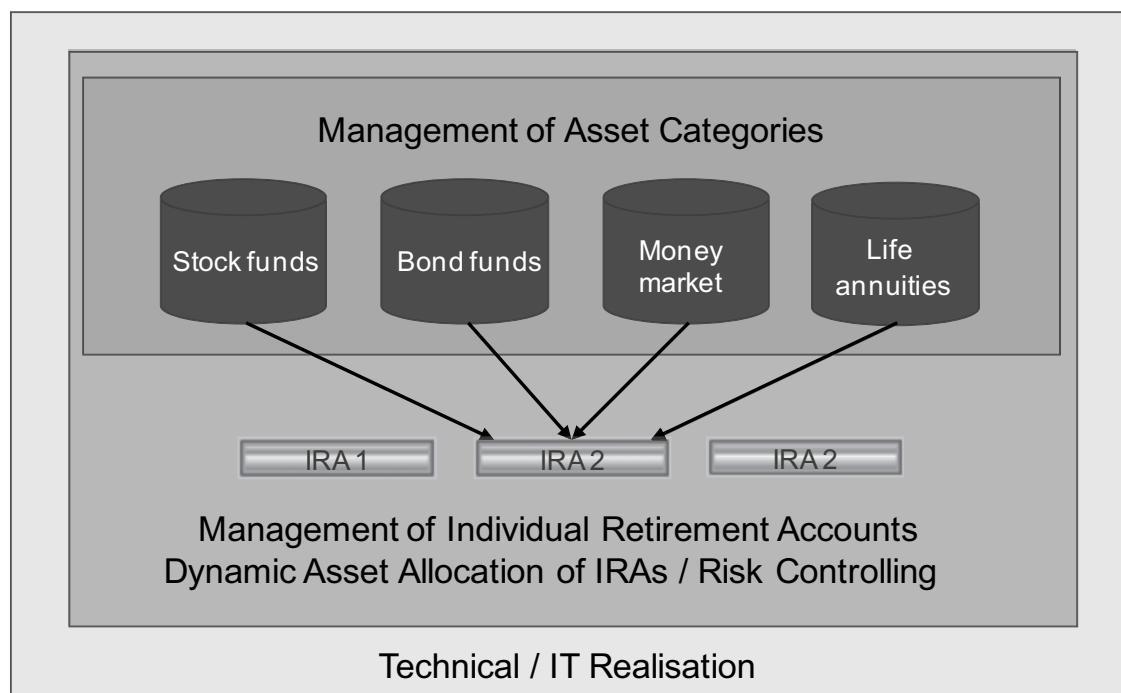 Management of Asset Categories
Stock funds
Bond funds
Money
market
Life
annuities
IRA 1
IRA 2
IRA 2
Management of Individual Retirement Accounts
Dynamic Asset Allocation of IRAs / Risk Controlling
Technical / IT Realisation